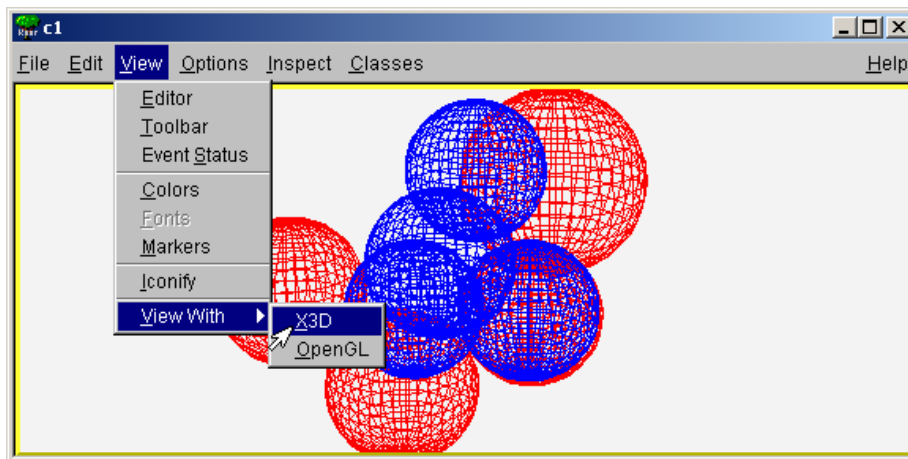 c1
File Edit View Options Inspect Classes Help
Editor
Toolbar
Event Status
Colors
Fonts
Markers
Iconify
View With
X3D
OpenGL